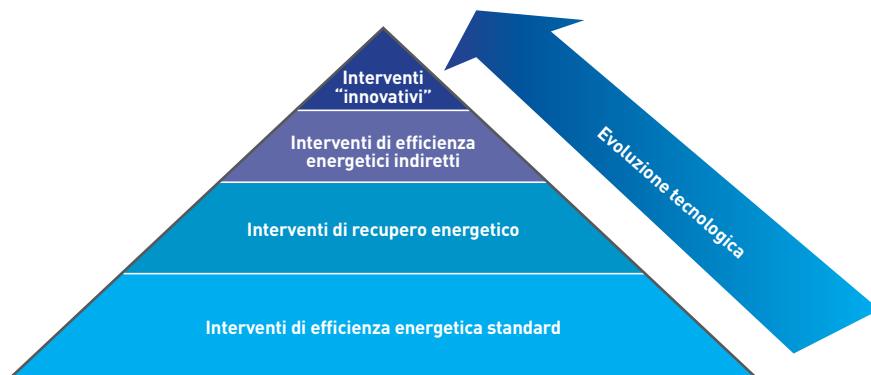 Interventi
“innovativi”
Interventi di efficienza
energetici indiretti
Interventi di recupero energetico
Interventi di efficienza energetica standard
Evoluzione tecnologica